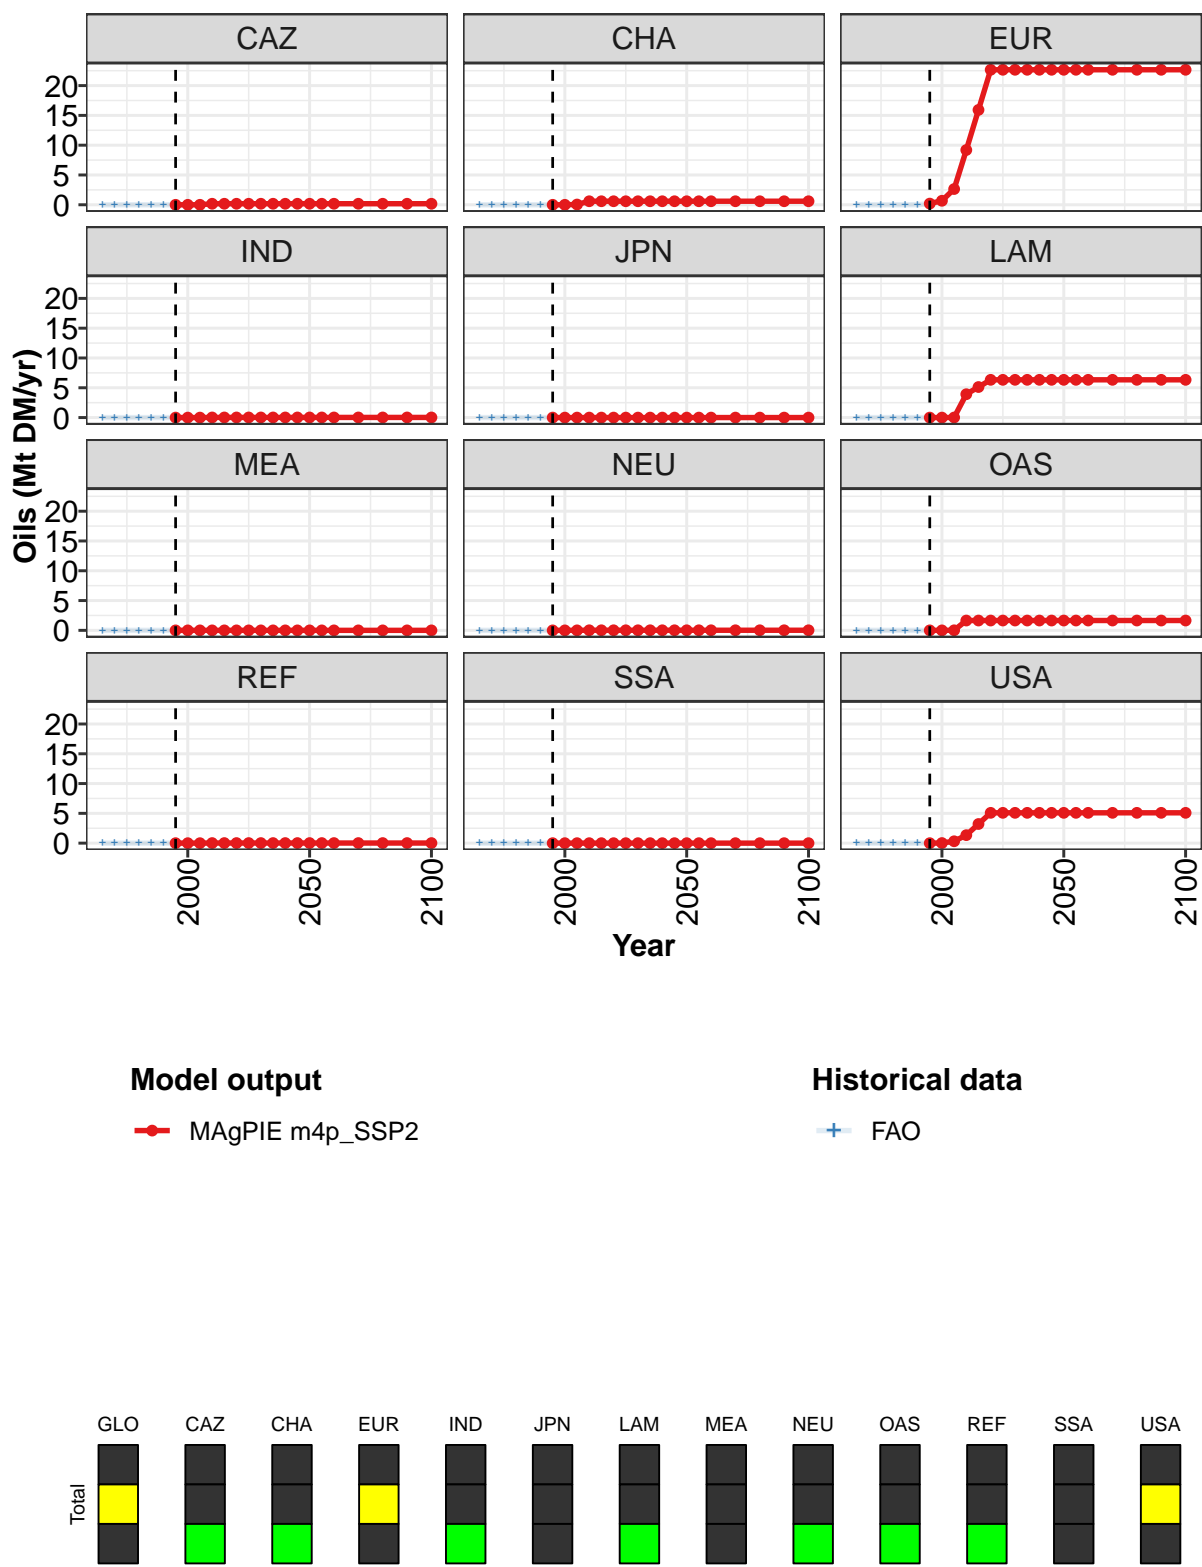 CAZ CHA EUR
20
15
10
5
0
IND JPN LAM
20
15
10
5
0
MEA NEU OAS
20
15
10
5
0
REF SSA USA
20
15
10
5
0
Oils (Mt DM/yr)
2000 2050 2100 2000 2050 2100 2000 2050 2100
Year
Model output Historical data
MAgPIE m4p_SSP2 FAO
GLO CAZ CHA EUR IND JPN LAM MEA NEU OAS REF SSA USA
Total